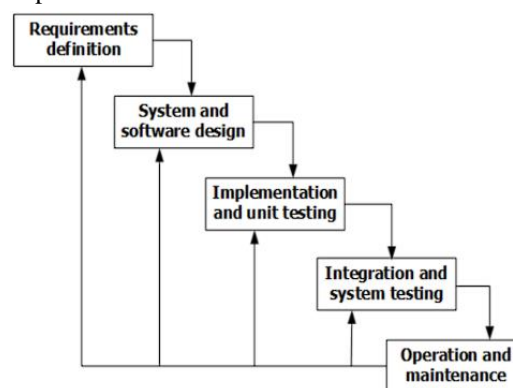 Requirements
definition
System and
software design
Implementation
and unit testing
Integration and
system testing
Operation and
maintenance